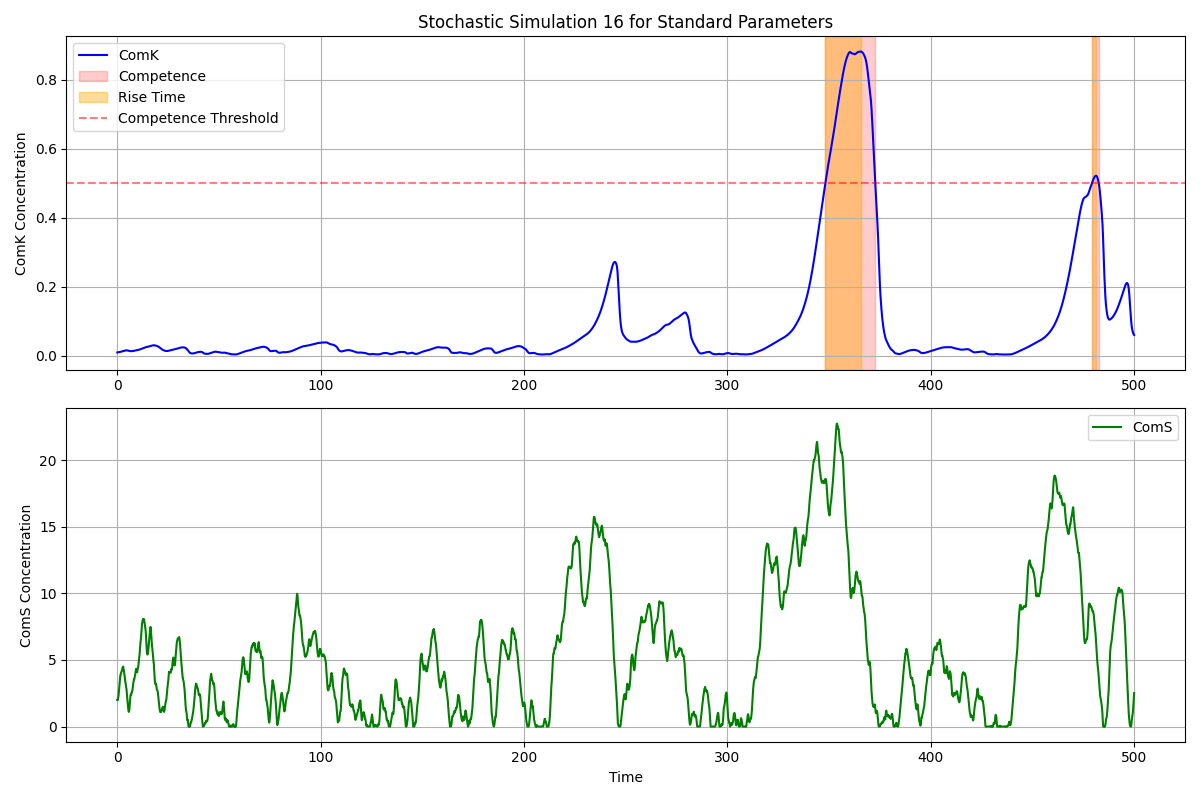 Stochastic Simulation 16 for Standard Parameters
ComK
Competence
Rise Time
Competence Threshold
ComK Concentration
0.8
0.6
0.4
0.2
0.0
0 100 200 300 400 500
ComS
ComS Concentration
20
15
10
5
0
0 100 200 300 400 500
Time